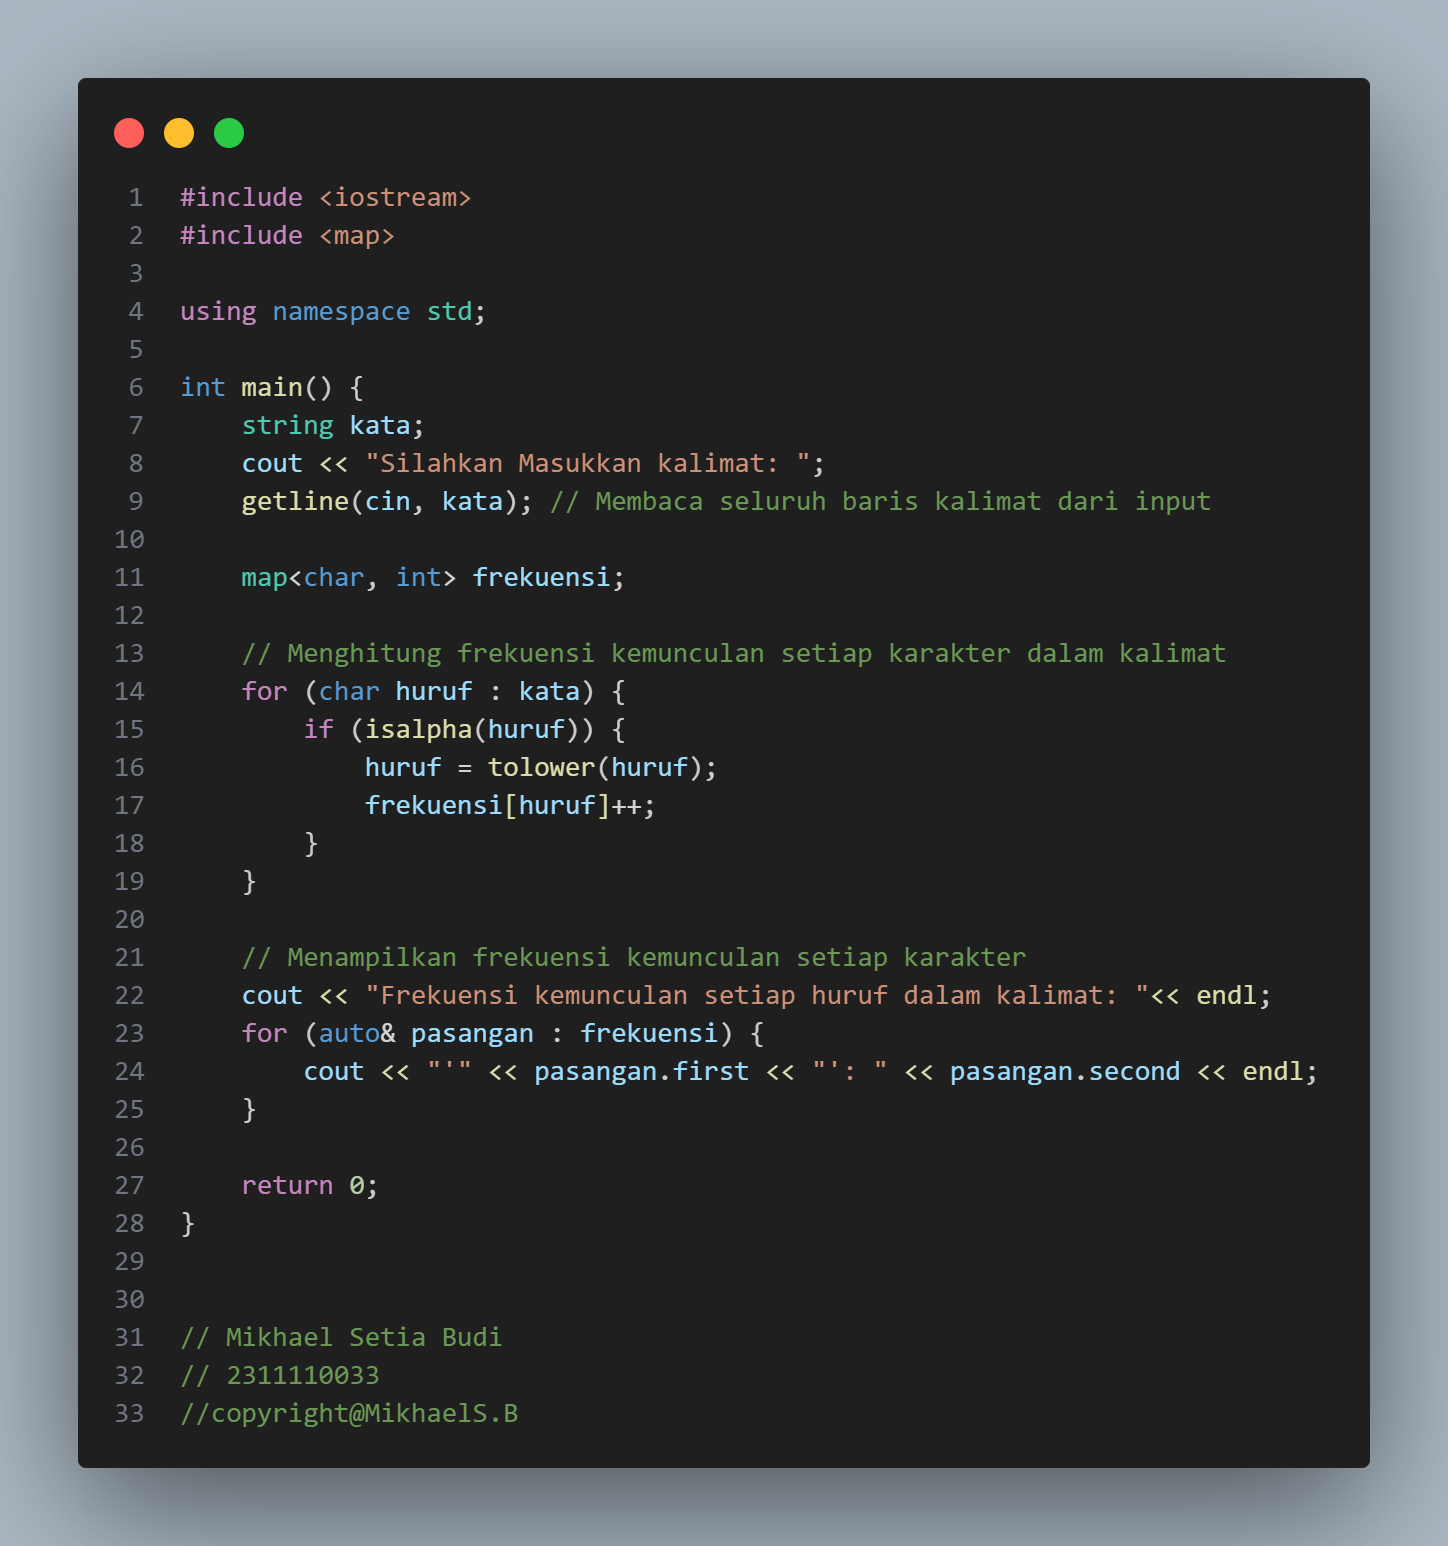 1 #include <iostream>
2 #include <map>
3
4 using namespace std;
5
6 int main() {
7     string kata;
8     cout << "Silahkan Masukkan kalimat: ";
9     getline(cin, kata); // Membaca seluruh baris kalimat dari input
10
11     map<char, int> frekuensi;
12
13     // Menghitung frekuensi kemunculan setiap karakter dalam kalimat
14     for (char huruf : kata) {
15         if (isalpha(huruf)) {
16             huruf = tolower(huruf);
17             frekuensi[huruf]++;
18         }
19     }
20
21     // Menampilkan frekuensi kemunculan setiap karakter
22     cout << "Frekuensi kemunculan setiap huruf dalam kalimat: "<< endl;
23     for (auto& pasangan : frekuensi) {
24         cout << "'" << pasangan.first << "': " << pasangan.second << endl;
25     }
26
27     return 0;
28 }
29
30
31 // Mikhael Setia Budi
32 // 2311110033
33 //copyright@MikhaelS.B